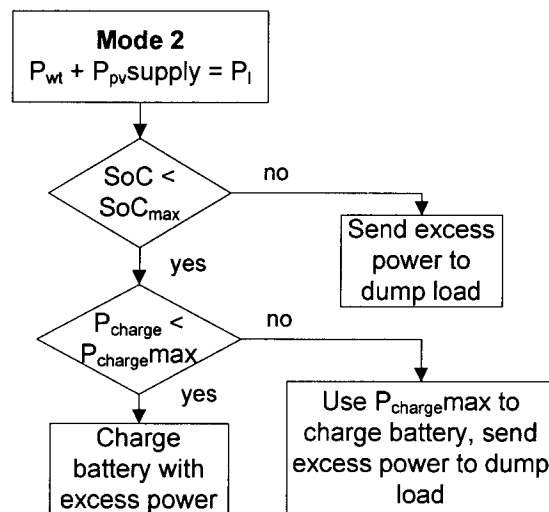 Mode 2
Pwt + Ppvsupply = Pl
SoC <
SoCmax
no
Send excess
power to
dump load
yes
Pcharge <
Pchargemax
no
yes
Use Pchargemax to
charge battery, send
excess power to dump
load
Charge
battery with
excess power